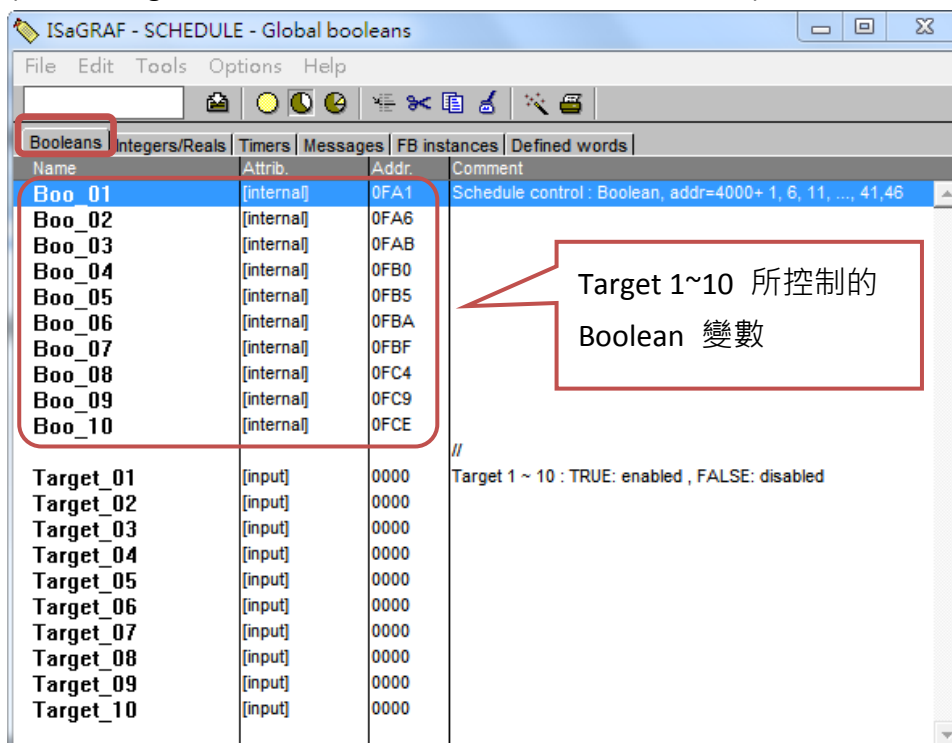 ISaGRAF - SCHEDULE - Global booleans
File Edit Tools Options Help
Booleans Integers/Reals Timers Messages FB instances Defined words
Name Attrib. Addr. Comment
Boo_01 [internal] 0FA1 Schedule control : Boolean, addr=4000+ 1, 6, 11, ..., 41,46
Boo_02 [internal] 0FA6
Boo_03 [internal] 0FAB
Boo_04 [internal] 0FB0
Boo_05 [internal] 0FB5
Boo_06 [internal] 0FBA
Boo_07 [internal] 0FBF
Boo_08 [internal] 0FC4
Boo_09 [internal] 0FC9
Boo_10 [internal] 0FCE
Target 1~10 所控制的
Boolean 變數
//
Target_01 [input] 0000 Target 1 ~ 10 : TRUE: enabled , FALSE: disabled
Target_02 [input] 0000
Target_03 [input] 0000
Target_04 [input] 0000
Target_05 [input] 0000
Target_06 [input] 0000
Target_07 [input] 0000
Target_08 [input] 0000
Target_09 [input] 0000
Target_10 [input] 0000